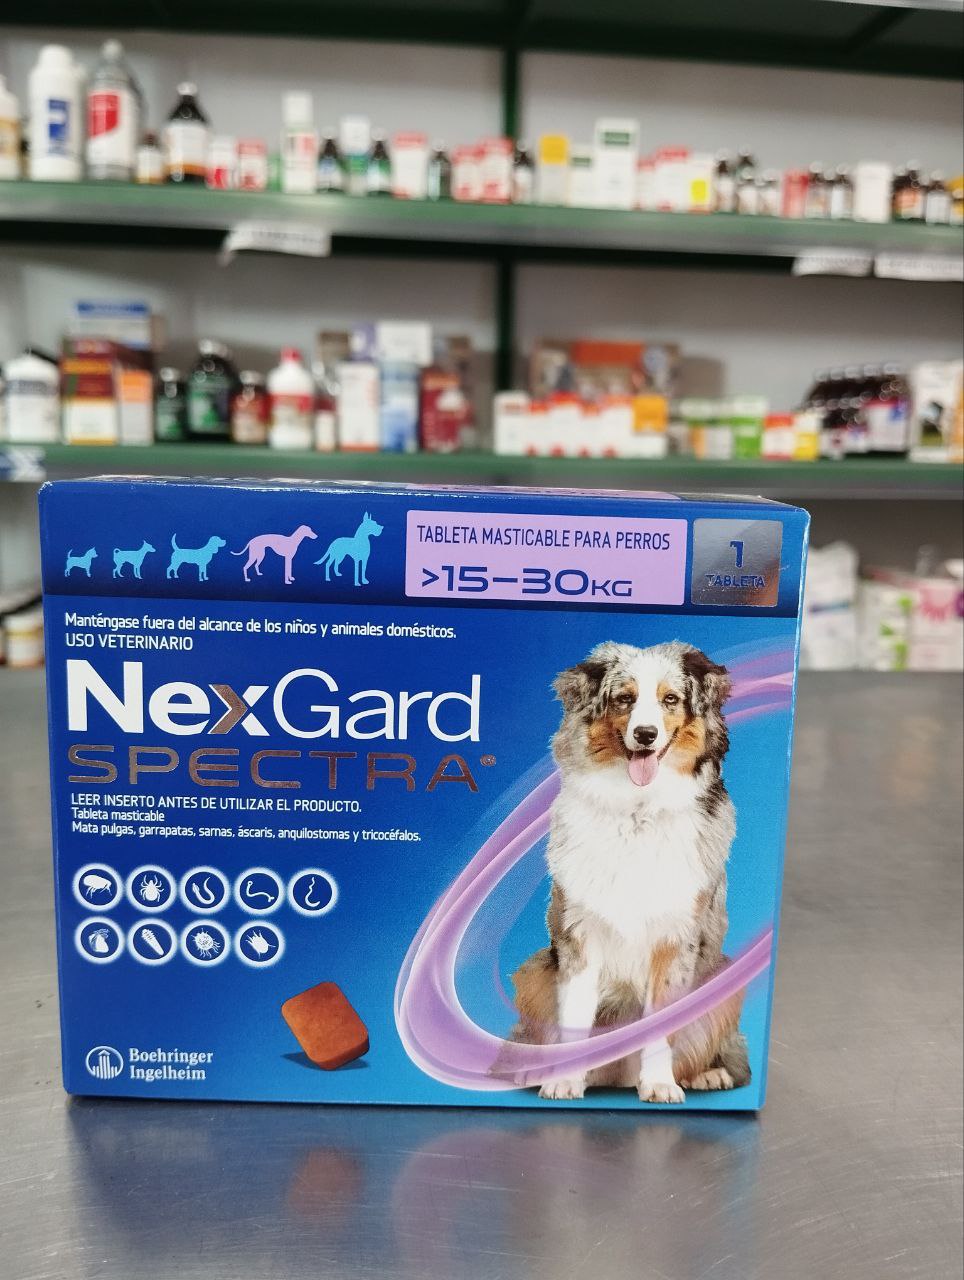 TABLETA MASTICABLE PARA PERROS
>15–30KG
1
TABLETA
Manténgase fuera del alcance de los niños y animales domésticos.
USO VETERINARIO
NexGard
SPECTRA®
LEER INSERTO ANTES DE UTILIZAR EL PRODUCTO.
Tableta masticable
Mata pulgas, garrapatas, sarnas, áscaris, anquilostomas y tricocéfalos.
Boehringer
Ingelheim